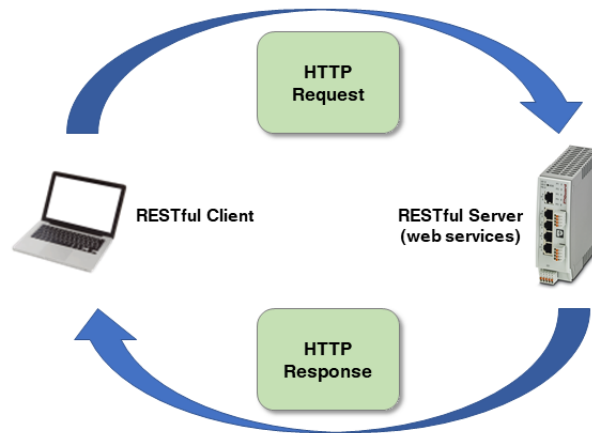 HTTP
Request
RESTful Client
RESTful Server
(web services)
HTTP
Response